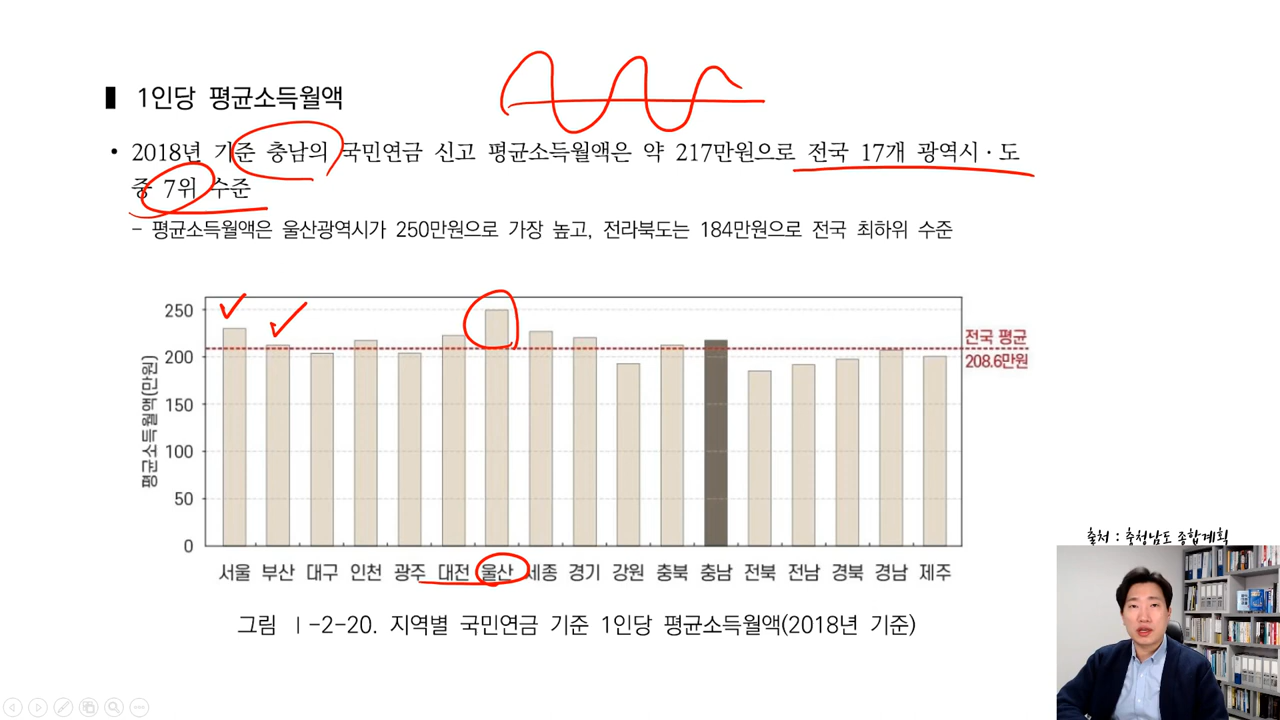 1인당 평균소득월액
• 2018년 기준 충남의 국민연금 신고 평균소득월액은 약 217만원으로 전국 17개 광역시·도
중 7위 수준
- 평균소득월액은 울산광역시가 250만원으로 가장 높고, 전라북도는 184만원으로 전국 최하위 수준
평균소득월액(만원)
250
200
150
100
50
0
전국 평균
208.6만원
서울 부산 대구 인천 광주 대전 울산 세종 경기 강원 충북 충남 전북 전남 경북 경남 제주
그림 Ⅰ-2-20. 지역별 국민연금 기준 1인당 평균소득월액(2018년 기준)
출처 : 충청남도 종합계획